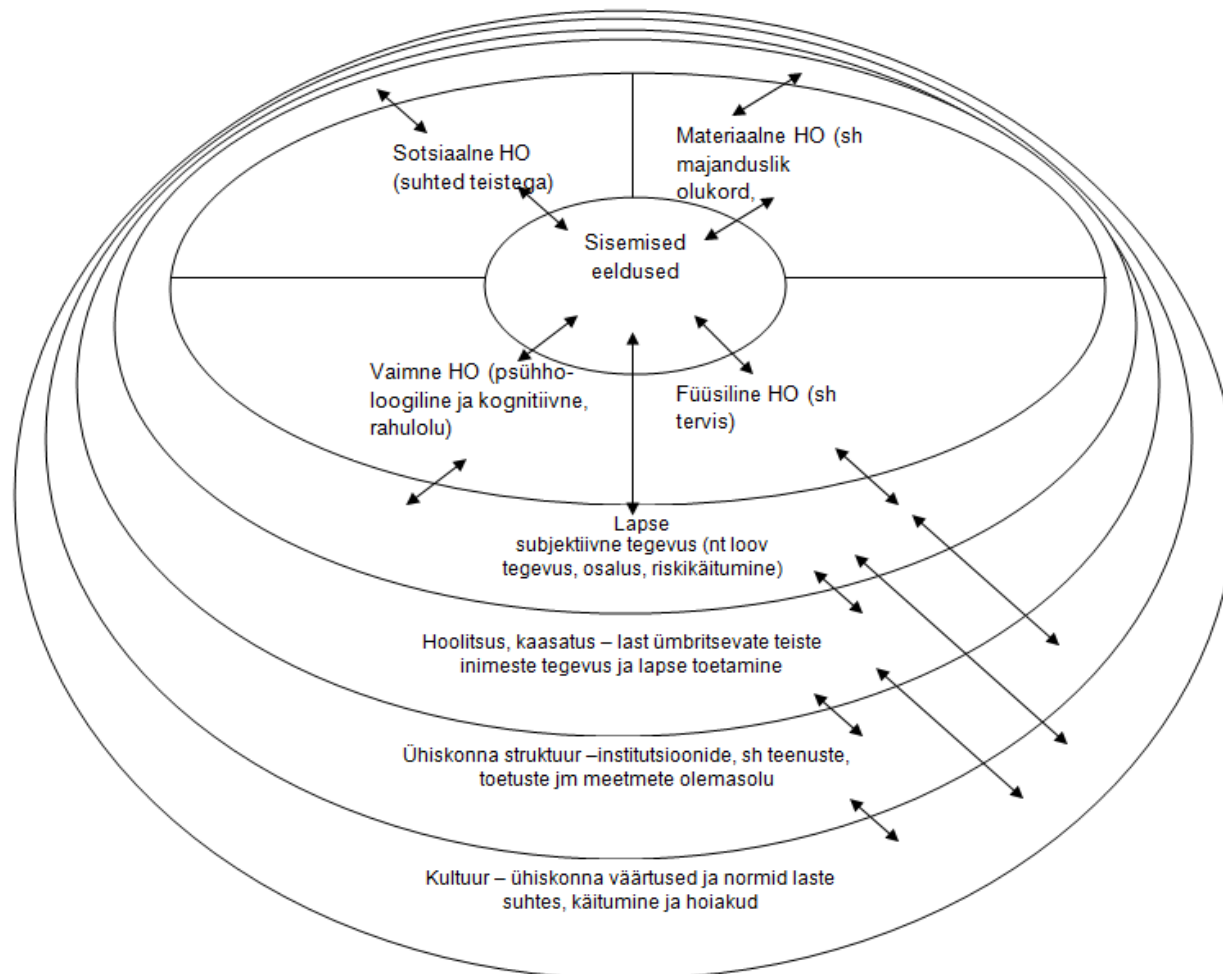 Sotsiaalne HO
(suhted teistega)
Materiaalne HO (sh
majanduslik
olukord,
Sisemised
eeldused
Vaimne HO (psühho-
loogiline ja kognitiivne,
rahulolu)
Füüsiline HO (sh
tervis)
Lapse
subjektiivne tegevus (nt loov
tegevus, osalus, riskikäitumine)
Hoolitsus, kaasatus – last ümbritsevate teiste
inimeste tegevus ja lapse toetamine
Ühiskonna struktuur –institutsioonide, sh teenuste,
toetuste jm meetmete olemasolu
Kultuur – ühiskonna väärtused ja normid laste
suhtes, käitumine ja hoiakud